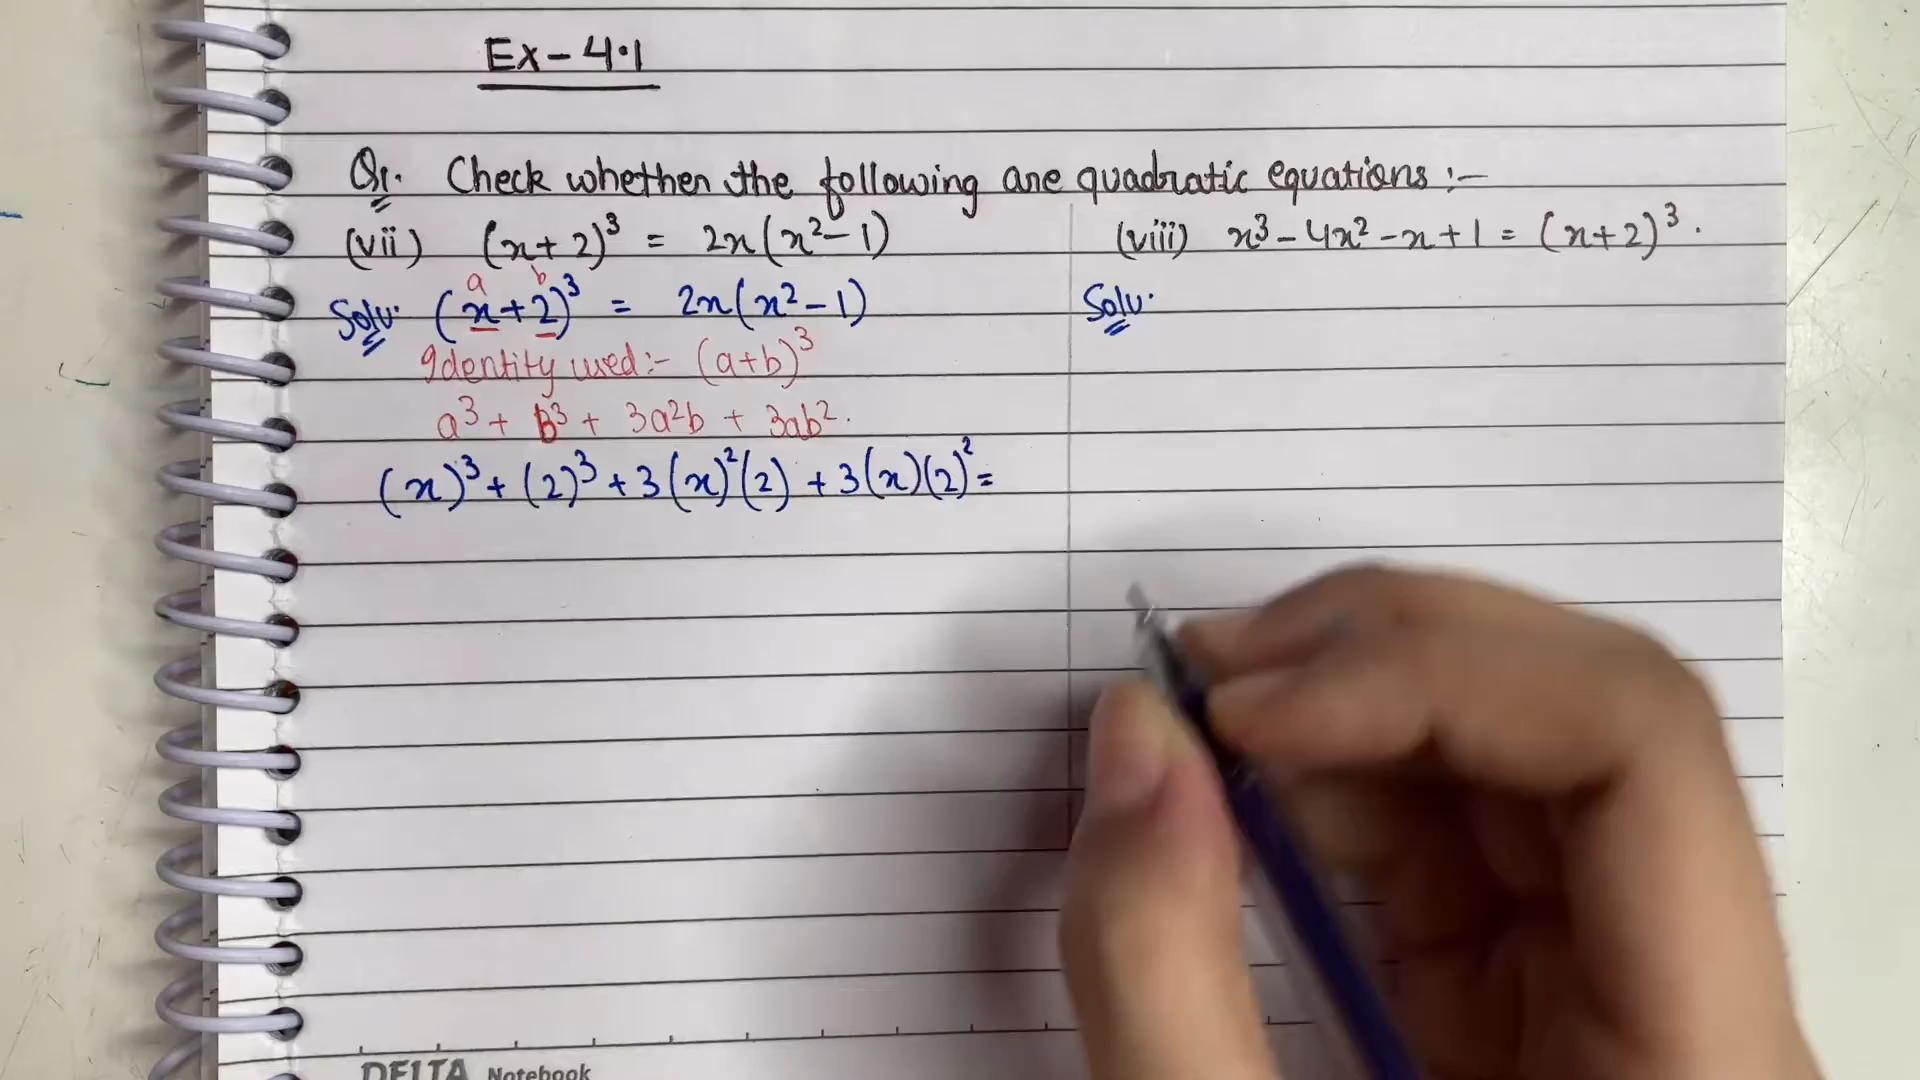 Ex - 4.1
Q1. Check whether the following are quadratic equations :-
(vii) (x+2)³ = 2x(x²-1)
(viii) x³ - 4x² - x + 1 = (x+2)³.
a b
Solu: (x+2)³ = 2x(x²-1)
Solu:
Identity used :- (a+b)³
a³ + b³ + 3a²b + 3ab².
(x)³ + (2)³ + 3(x)²(2) + 3(x)(2)² =
DELTA Notebook